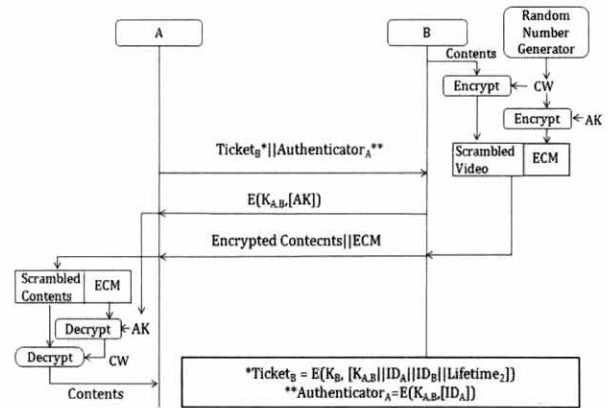 A
B
Random
Number
Generator
Contents
Encrypt
CW
Encrypt
AK
Scrambled
Video
ECM
Ticket_B*||Authenticator_A**
E(K_A,B,[AK])
Encrypted Contecnts||ECM
Scrambled
Contents
ECM
Decrypt
AK
Decrypt
CW
Contents
*Ticket_B = E(K_B, [K_A,B||ID_A||ID_B||Lifetime_2])
**Authenticator_A=E(K_A,B,[ID_A])